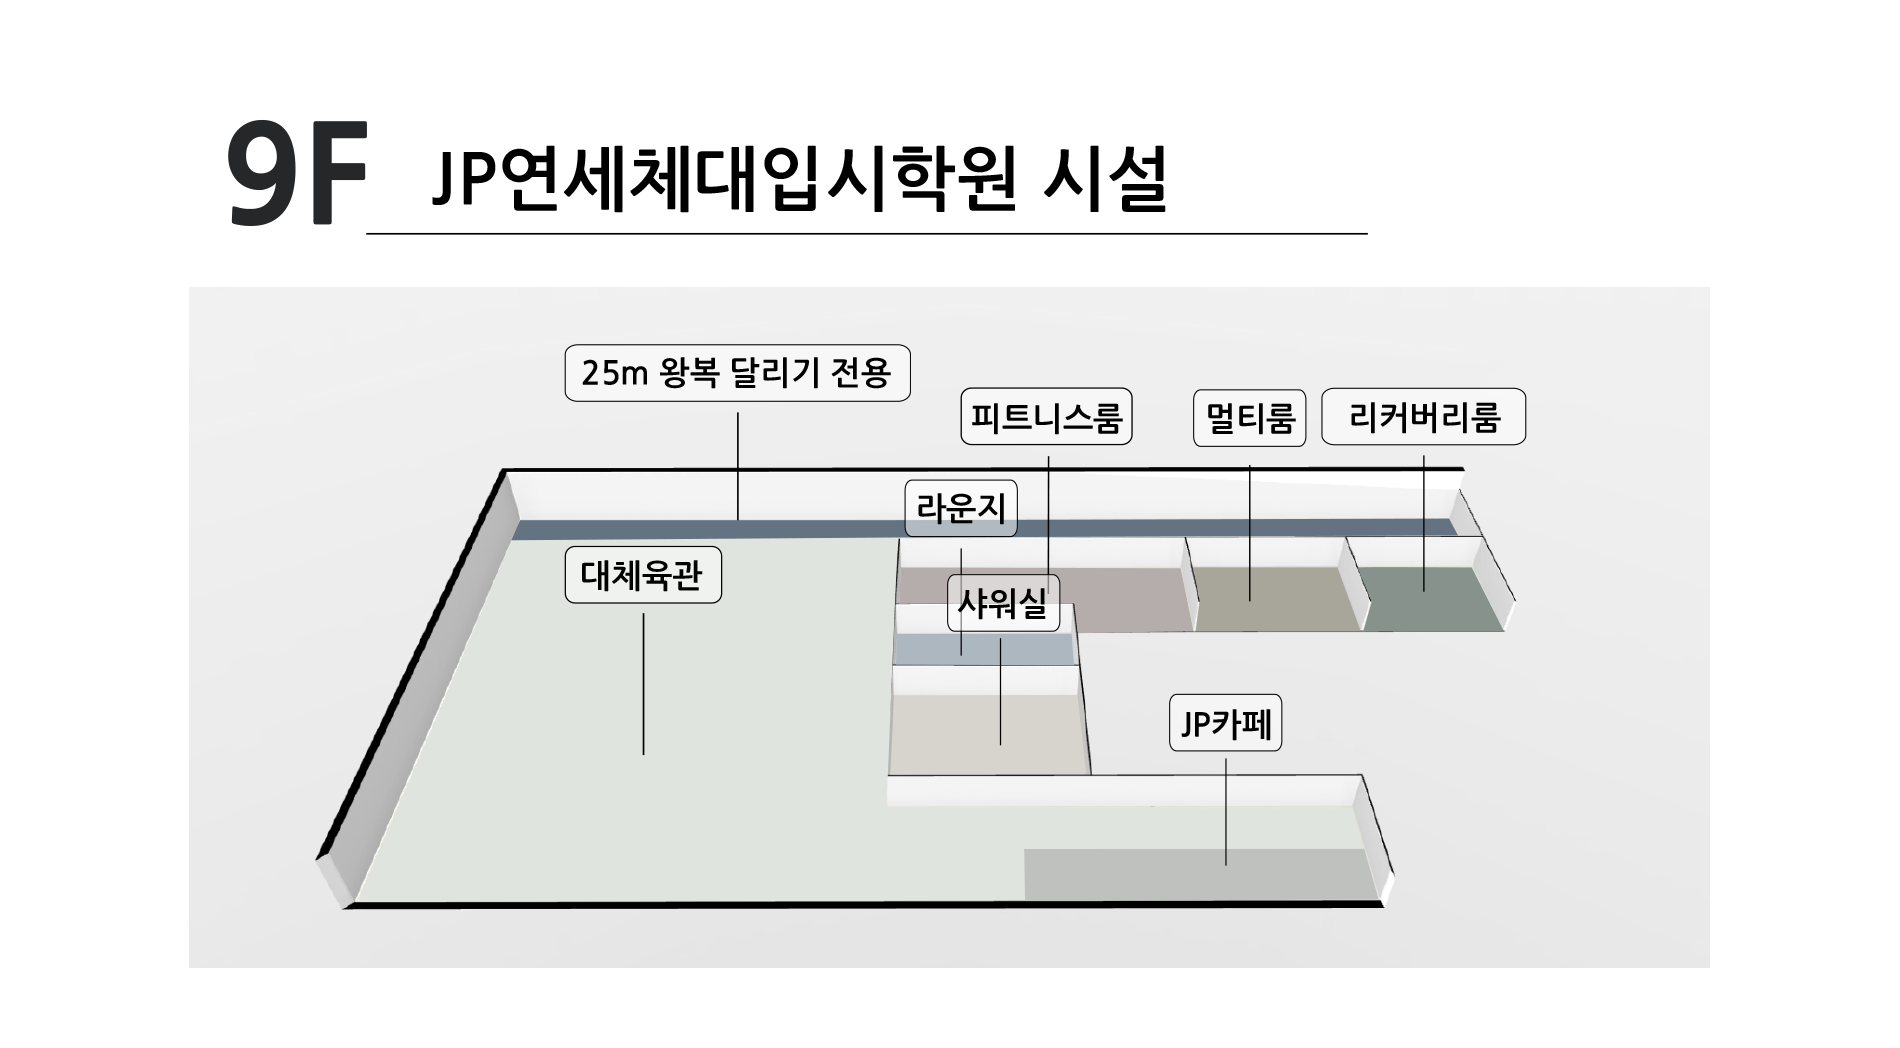 9F JP연세체대입시학원 시설
25m 왕복 달리기 전용
피트니스룸
멀티룸
리커버리룸
라운지
대체육관
샤워실
JP카페